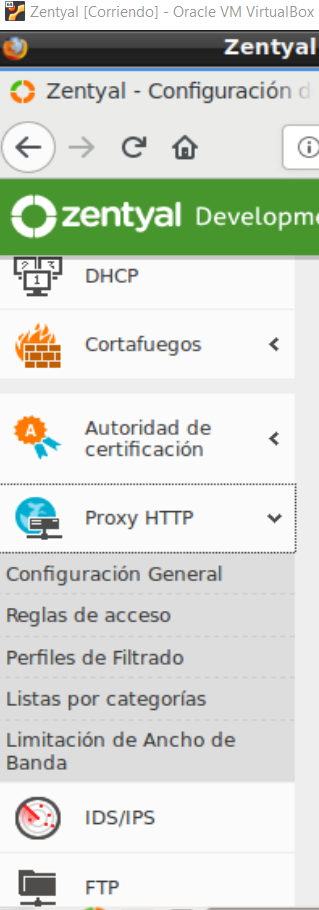 Zentyal [Corriendo] - Oracle VM VirtualBox
Zentyal
Zentyal - Configuración d
zentyal Developm
DHCP
Cortafuegos
Autoridad de
certificación
Proxy HTTP
Configuración General
Reglas de acceso
Perfiles de Filtrado
Listas por categorías
Limitación de Ancho de
Banda
IDS/IPS
FTP